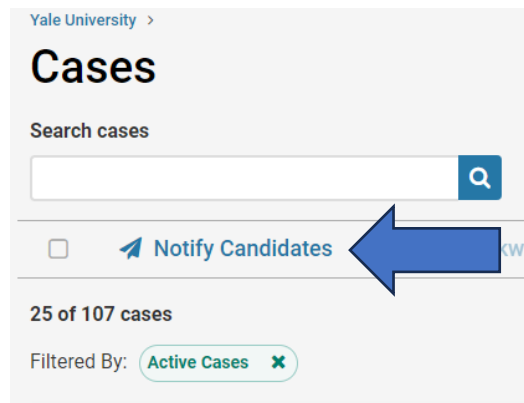 Yale University >
Cases
Search cases
Notify Candidates
25 of 107 cases
Filtered By: Active Cases ✖